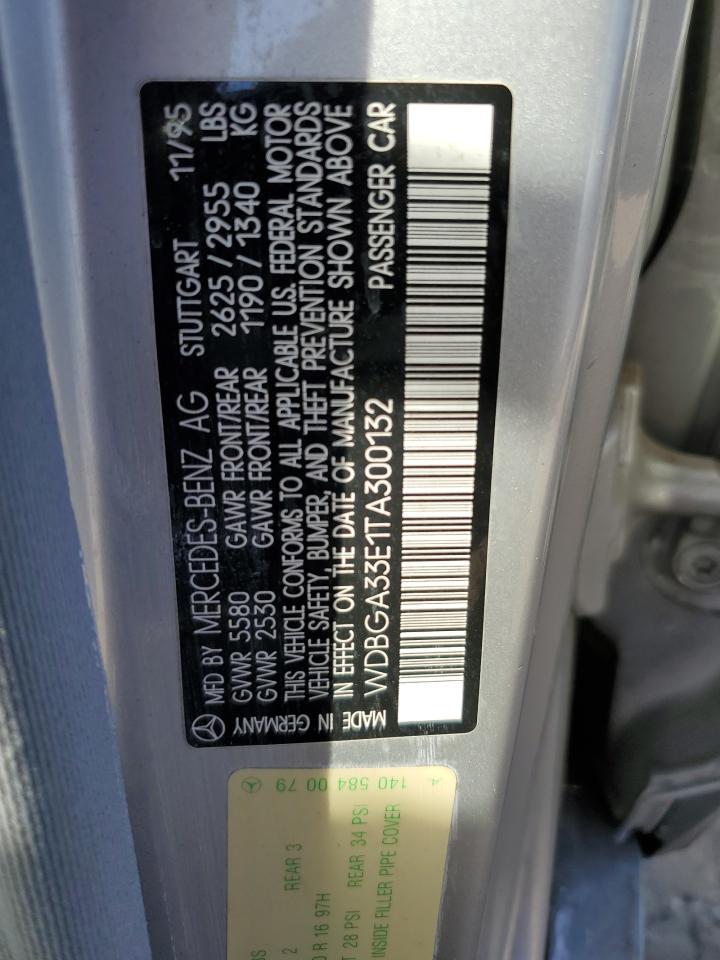 MFD BY MERCEDES-BENZ AG STUTTGART 11/95
GVWR 5580 GAWR FRONT/REAR 2625/2955 LBS
GVWR 2530 GAWR FRONT/REAR 1190/1340 KG
THIS VEHICLE CONFORMS TO ALL APPLICABLE U.S. FEDERAL MOTOR
VEHICLE SAFETY, BUMPER, AND THEFT PREVENTION STANDARDS
IN EFFECT ON THE DATE OF MANUFACTURE SHOWN ABOVE
MADE IN GERMANY WDBGA33E1TA300132 PASSENGER CAR
A 140 584 00 79
2 REAR 3
R 16 97H
28 PSI REAR 34 PSI
INSIDE FILLER PIPE COVER